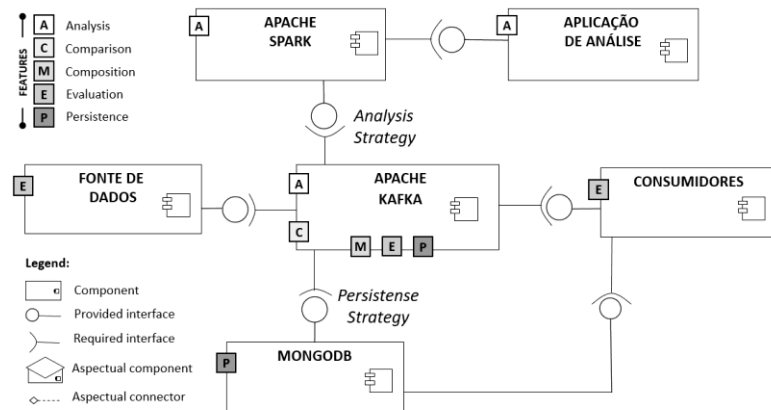 FEATURES
A Analysis
C Comparison
M Composition
E Evaluation
P Persistence
A
APACHE
SPARK
A
APLICAÇÃO
DE ANÁLISE
Analysis
Strategy
E
FONTE DE
DADOS
A
APACHE
KAFKA
C
M E P
E
CONSUMIDORES
Persistense
Strategy
P
MONGODB
Legend:
Component
Provided interface
Required interface
Aspectual component
Aspectual connector